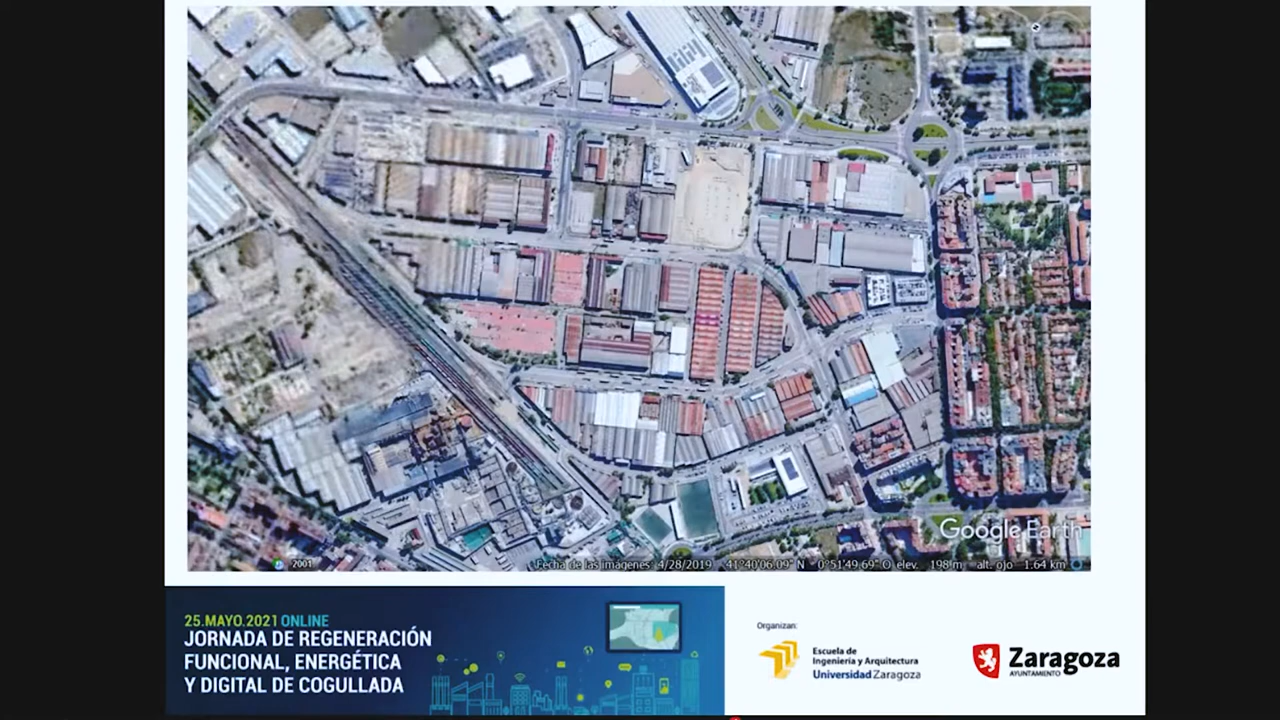 Google Earth
2001
Fecha de las imágenes: 4/28/2019 41°40'06.09" N 0°51'49.69" O elev. 198 m alt. ojo 1.64 km
25.MAYO.2021 ONLINE
JORNADA DE REGENERACIÓN
FUNCIONAL, ENERGÉTICA
Y DIGITAL DE COGULLADA
Organizan:
Escuela de
Ingeniería y Arquitectura
Universidad Zaragoza
Zaragoza
AYUNTAMIENTO